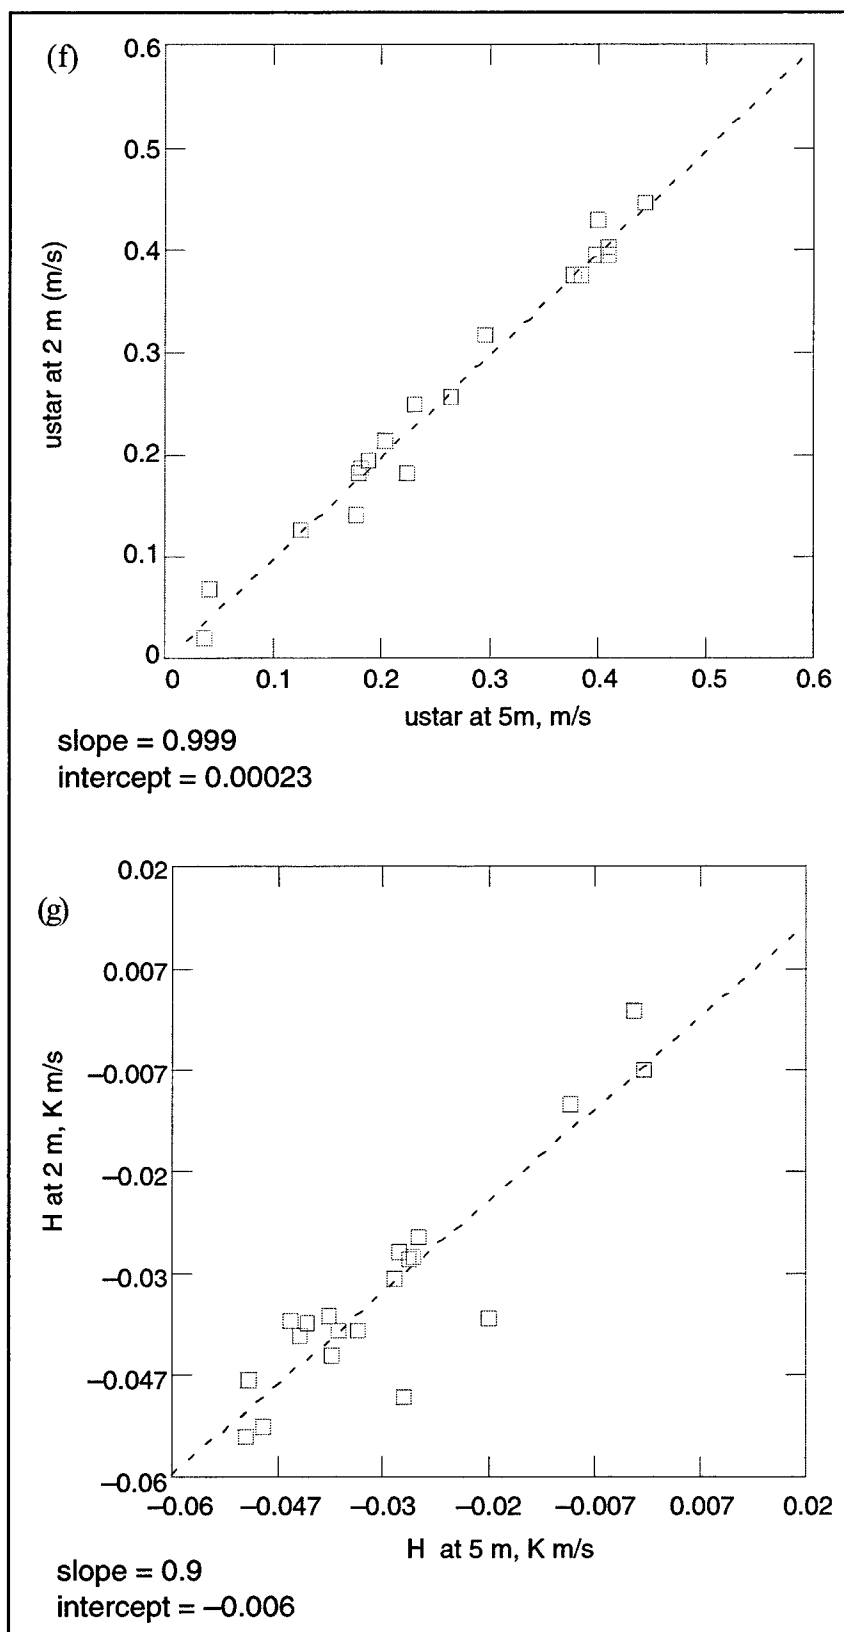 (f)
0.6
0.5
0.4
0.3
0.2
0.1
0
ustar at 2 m (m/s)
0 0.1 0.2 0.3 0.4 0.5 0.6
ustar at 5m, m/s
slope = 0.999
intercept = 0.00023
(g)
0.02
0.007
–0.007
–0.02
–0.03
–0.047
–0.06
H at 2 m, K m/s
–0.06 –0.047 –0.03 –0.02 –0.007 0.007 0.02
H at 5 m, K m/s
slope = 0.9
intercept = –0.006